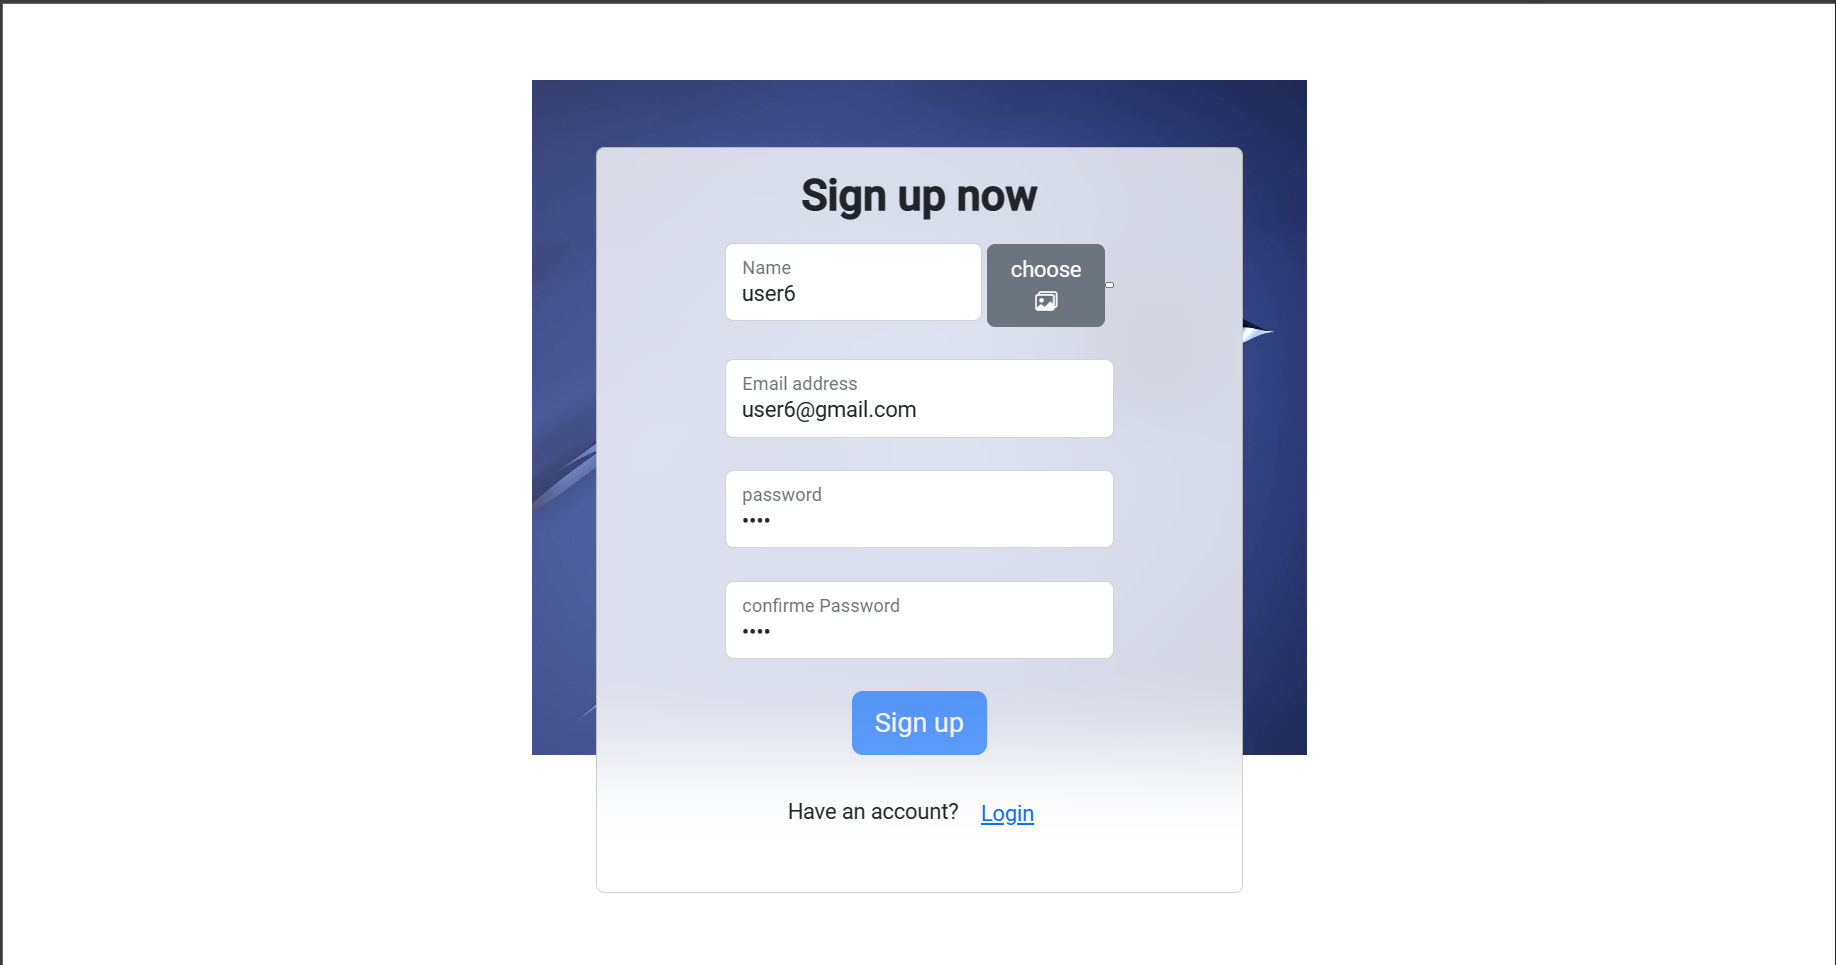 Sign up now
Name
user6
choose
Email address
user6@gmail.com
password
••••
confirme Password
••••
Sign up
Have an account? Login